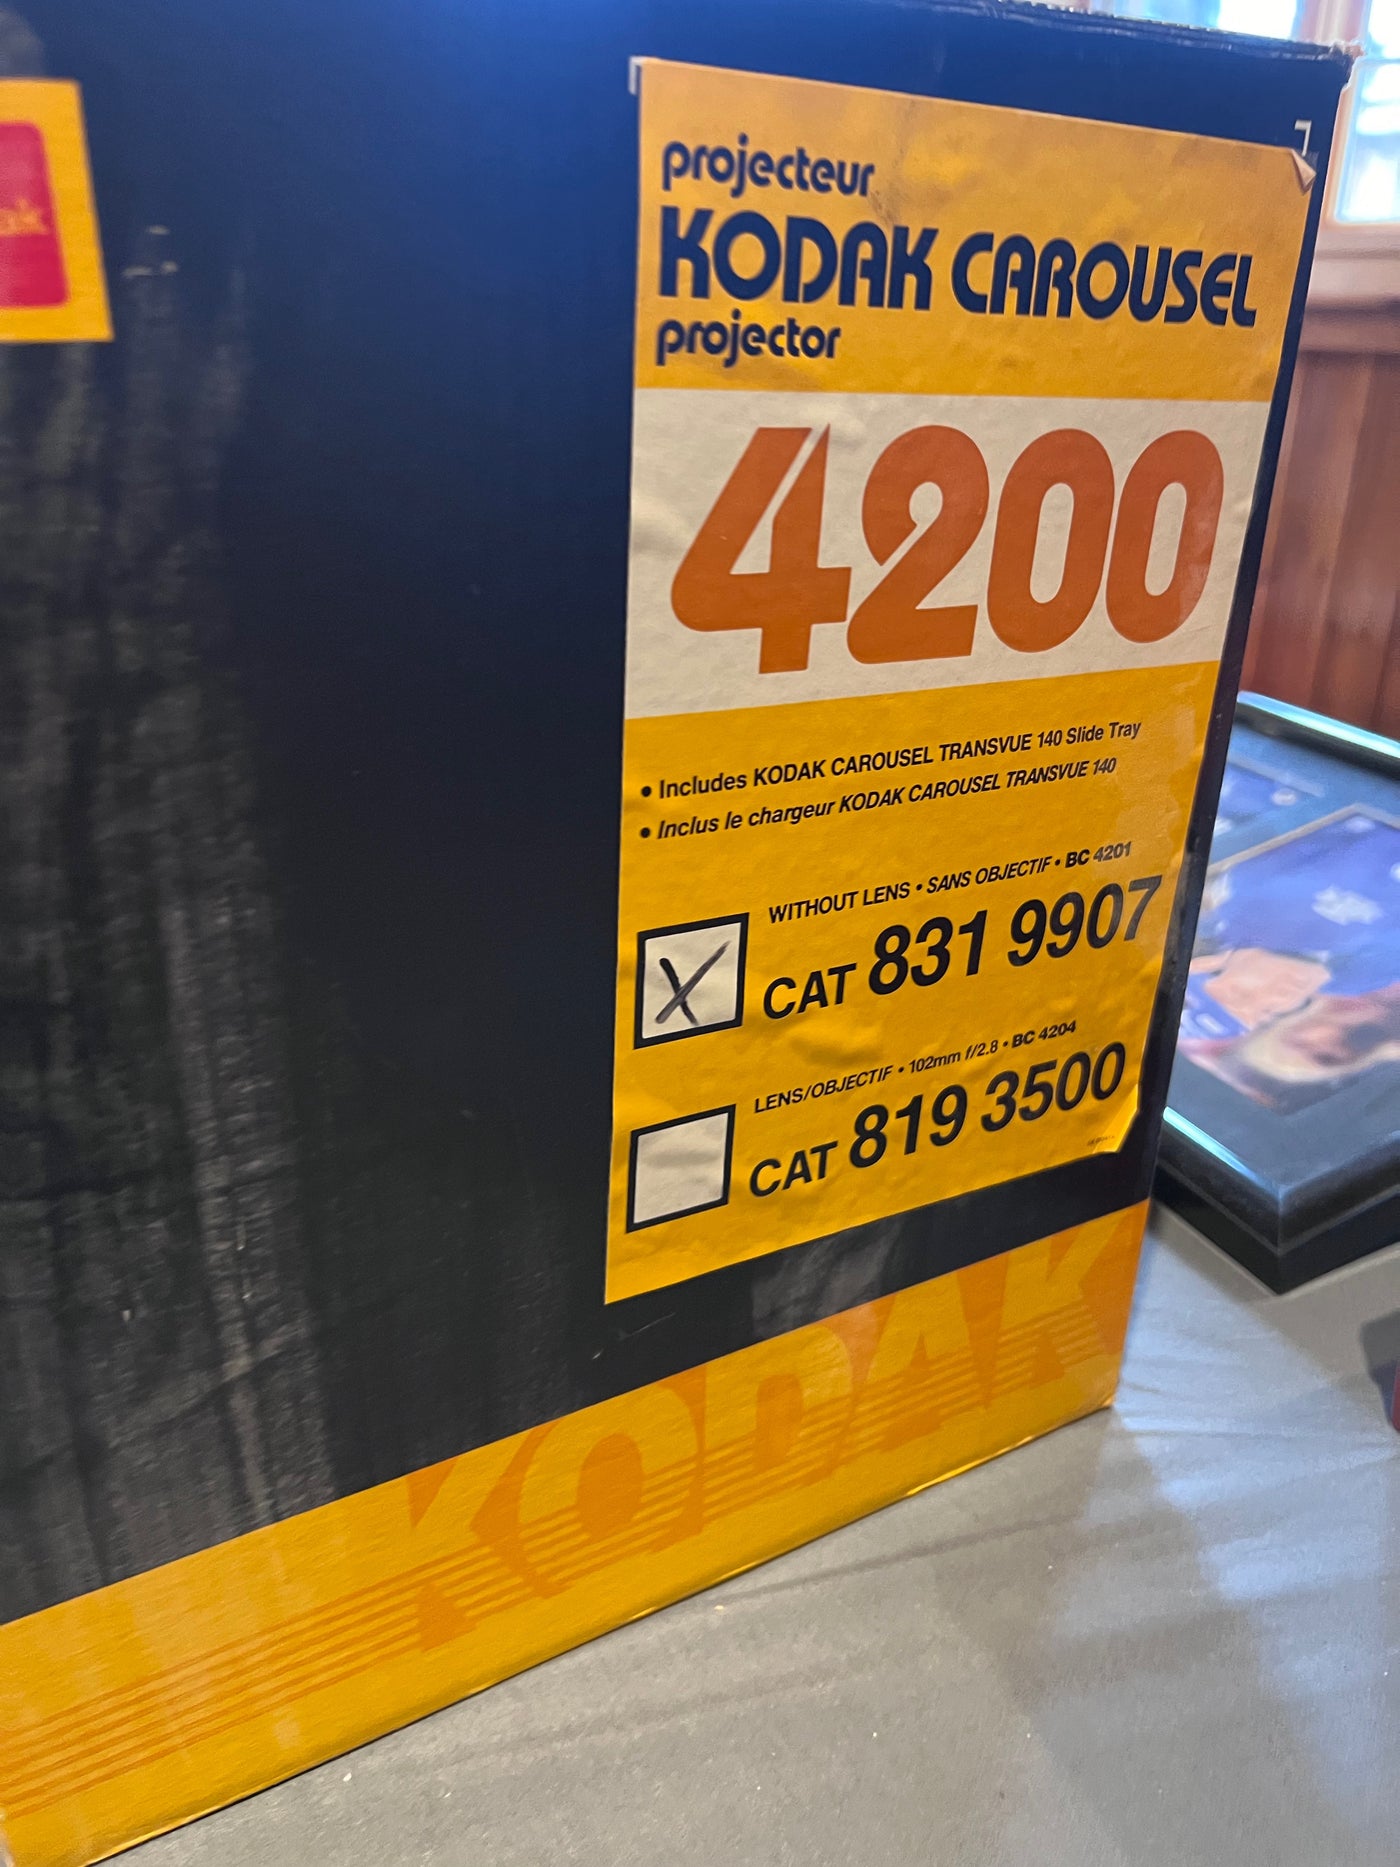 ak
projecteur
KODAK CAROUSEL
projector
4200
• Includes KODAK CAROUSEL TRANSVUE 140 Slide Tray
• Inclus le chargeur KODAK CAROUSEL TRANSVUE 140
WITHOUT LENS • SANS OBJECTIF • BC 4201
X CAT 831 9907
LENS/OBJECTIF • 102mm f/2.8 • BC 4204
CAT 819 3500
KODAK